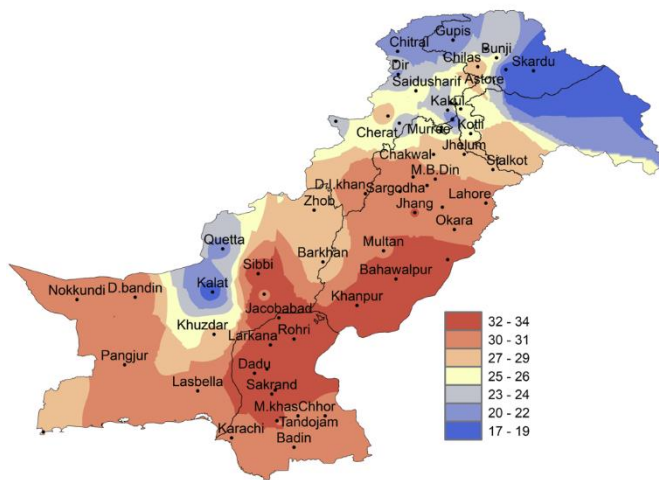 Gupis
Chitral
Bunji
Dir
Chilas
Skardu
Astore
Saidusharif
Kakul
Cherat
Murree
Kotli
Jhelum
Chakwal
Sialkot
M.B.Din
D.I.khan
Sargodha
Zhob
Lahore
Jhang
Okara
Quetta
Multan
Barkhan
Sibbi
Bahawalpur
Kalat
Nokkundi
D.bandin
Khanpur
Jacobabad
Khuzdar
Rohri
Larkana
Pangjur
Dadu
Lasbella
Sakrand
M.khas
Chhor
Tandojam
Karachi
Badin
32 - 34
30 - 31
27 - 29
25 - 26
23 - 24
20 - 22
17 - 19